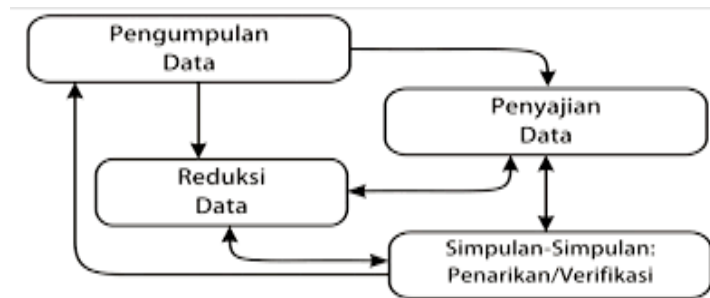 Pengumpulan
Data
Penyajian
Data
Reduksi
Data
Simpulan-Simpulan:
Penarikan/Verifikasi